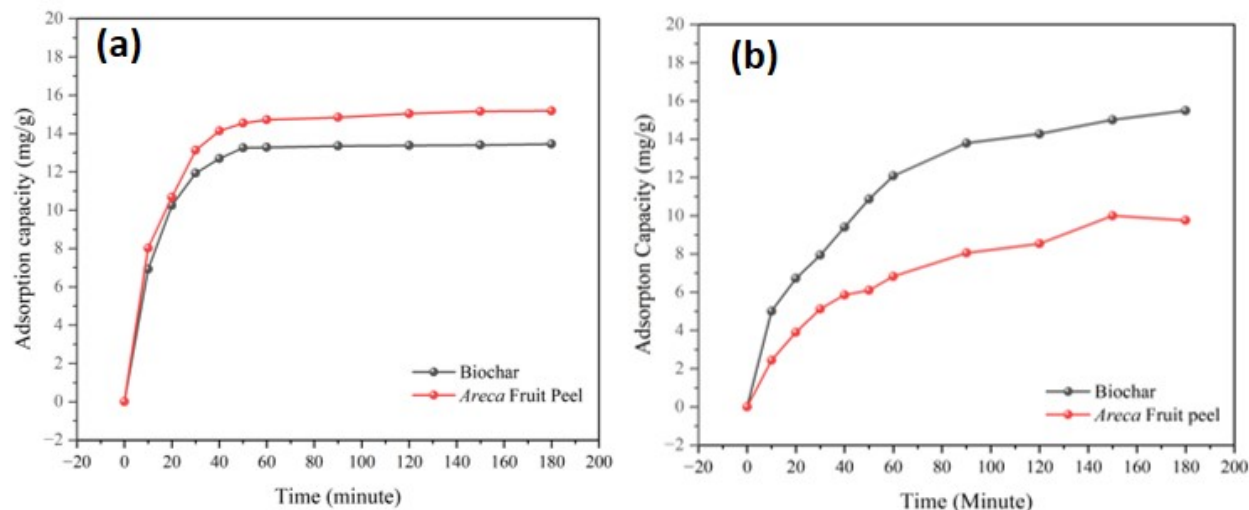 (a)
Adsorption capacity (mg/g)
20
18
16
14
12
10
8
6
4
2
0
−2
−20 0 20 40 60 80 100 120 140 160 180 200
Time (minute)
Biochar
Areca Fruit Peel
(b)
Adsorpton Capacity (mg/g)
20
18
16
14
12
10
8
6
4
2
0
−2
−20 0 20 40 60 80 100 120 140 160 180 200
Time (Minute)
Biochar
Areca Fruit peel